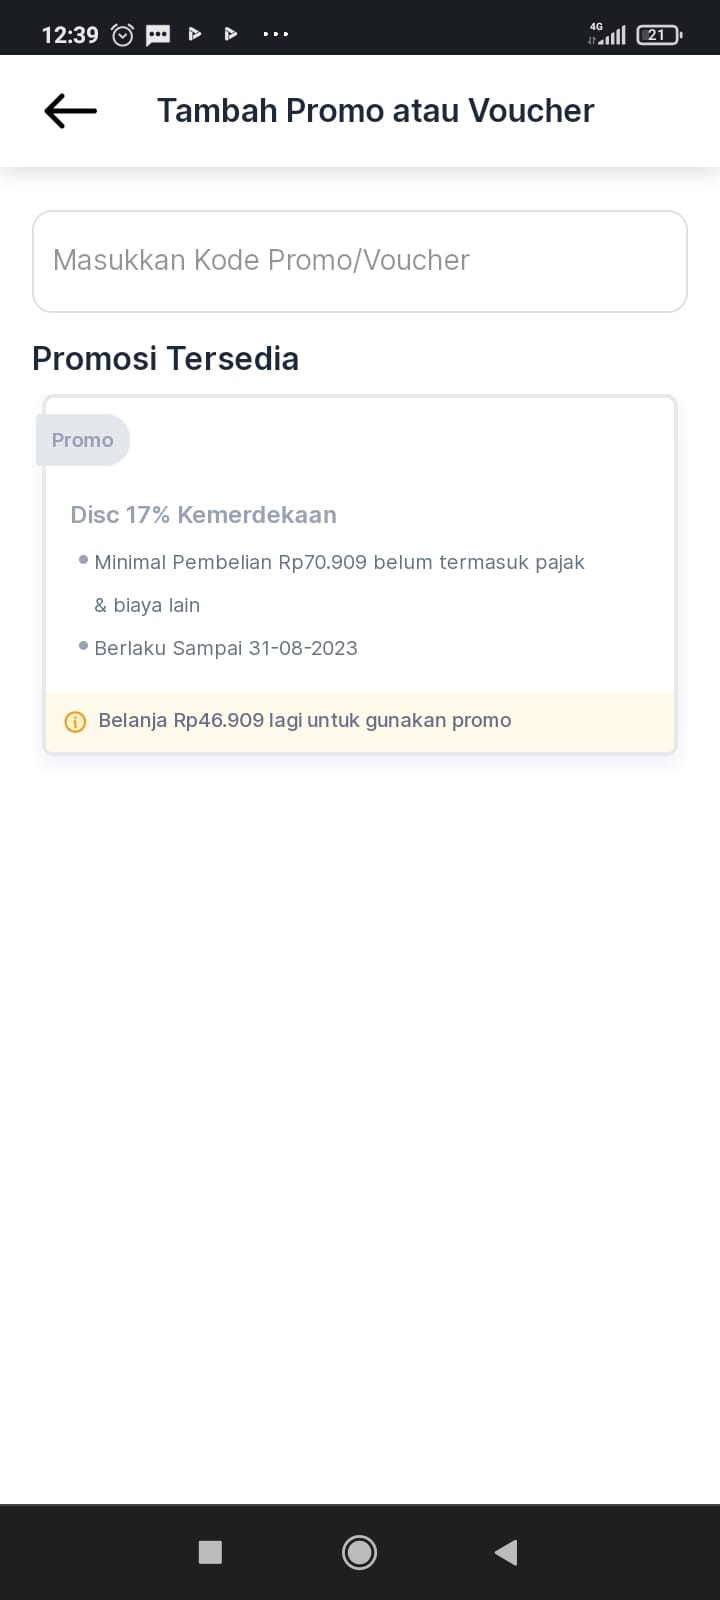 12:39
4G
21
Tambah Promo atau Voucher
Masukkan Kode Promo/Voucher
Promosi Tersedia
Promo
Disc 17% Kemerdekaan
Minimal Pembelian Rp70.909 belum termasuk pajak
& biaya lain
Berlaku Sampai 31-08-2023
Belanja Rp46.909 lagi untuk gunakan promo